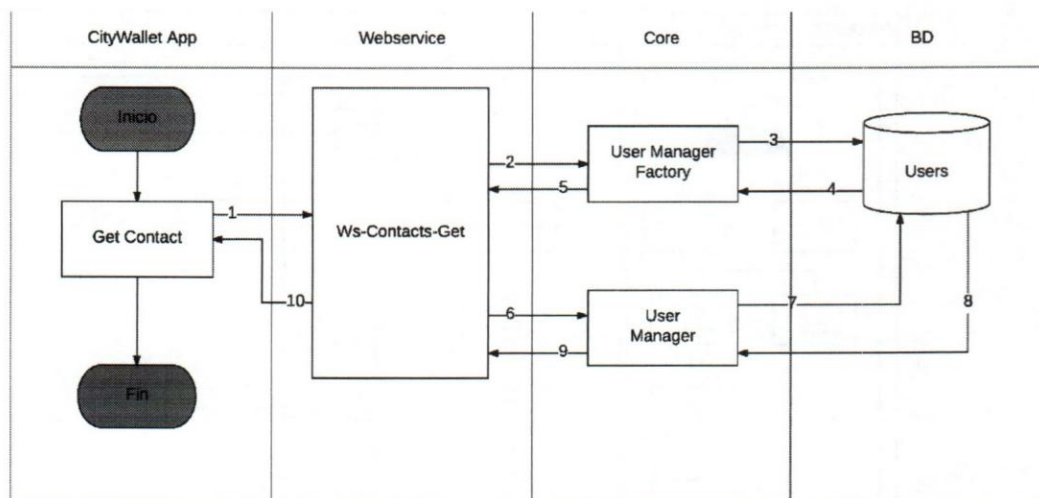 CityWallet App
Webservice
Core
BD
Inicio
Get Contact
Fin
Ws-Contacts-Get
User Manager
Factory
User
Manager
Users
1
2
3
4
5
6
7
8
9
10